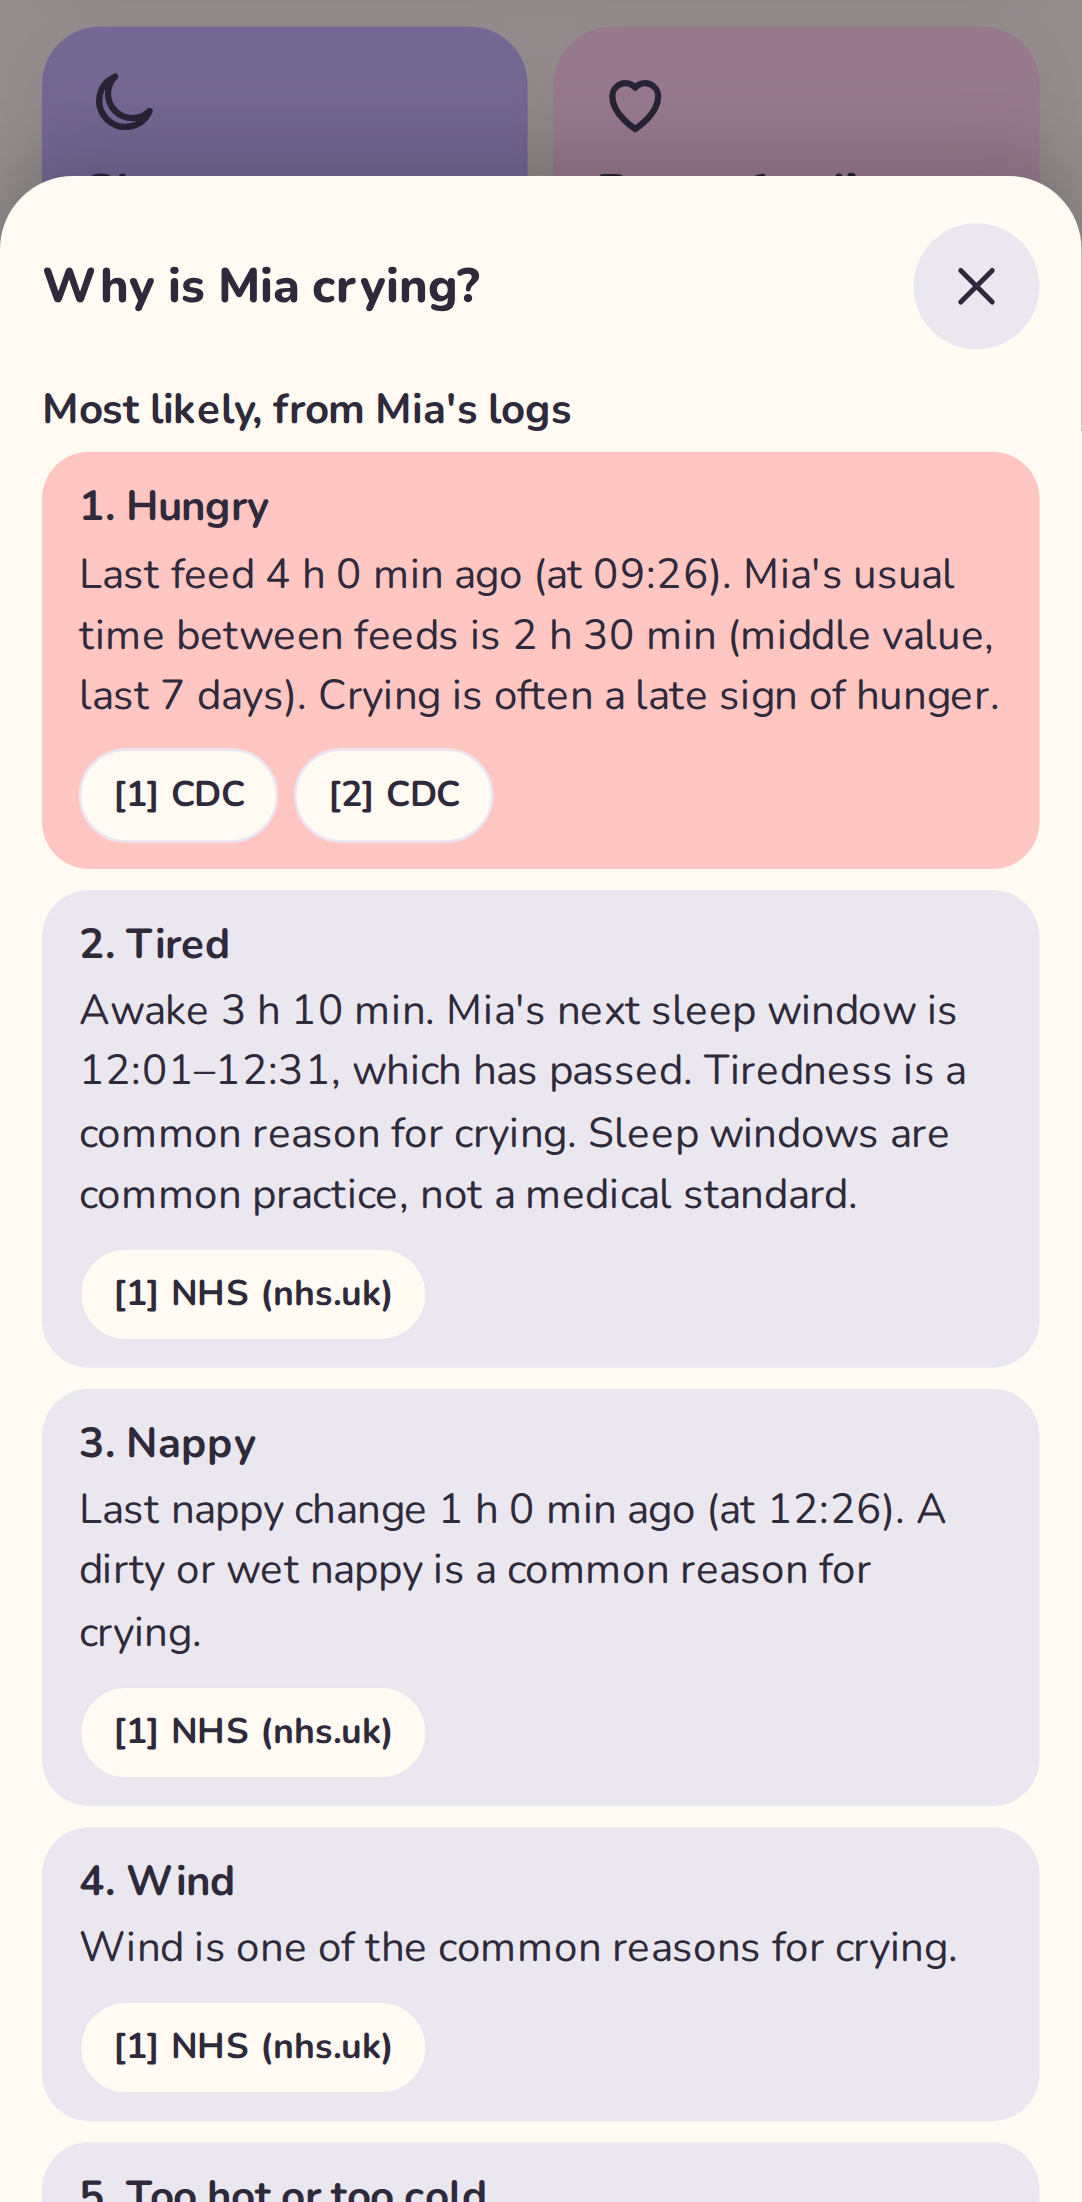 Why is Mia crying?
Most likely, from Mia's logs
1. Hungry
Last feed 4 h 0 min ago (at 09:26). Mia's usual
time between feeds is 2 h 30 min (middle value,
last 7 days). Crying is often a late sign of hunger.
[1] CDC
[2] CDC
2. Tired
Awake 3 h 10 min. Mia's next sleep window is
12:01–12:31, which has passed. Tiredness is a
common reason for crying. Sleep windows are
common practice, not a medical standard.
[1] NHS (nhs.uk)
3. Nappy
Last nappy change 1 h 0 min ago (at 12:26). A
dirty or wet nappy is a common reason for
crying.
[1] NHS (nhs.uk)
4. Wind
Wind is one of the common reasons for crying.
[1] NHS (nhs.uk)
5. Too hot or too cold